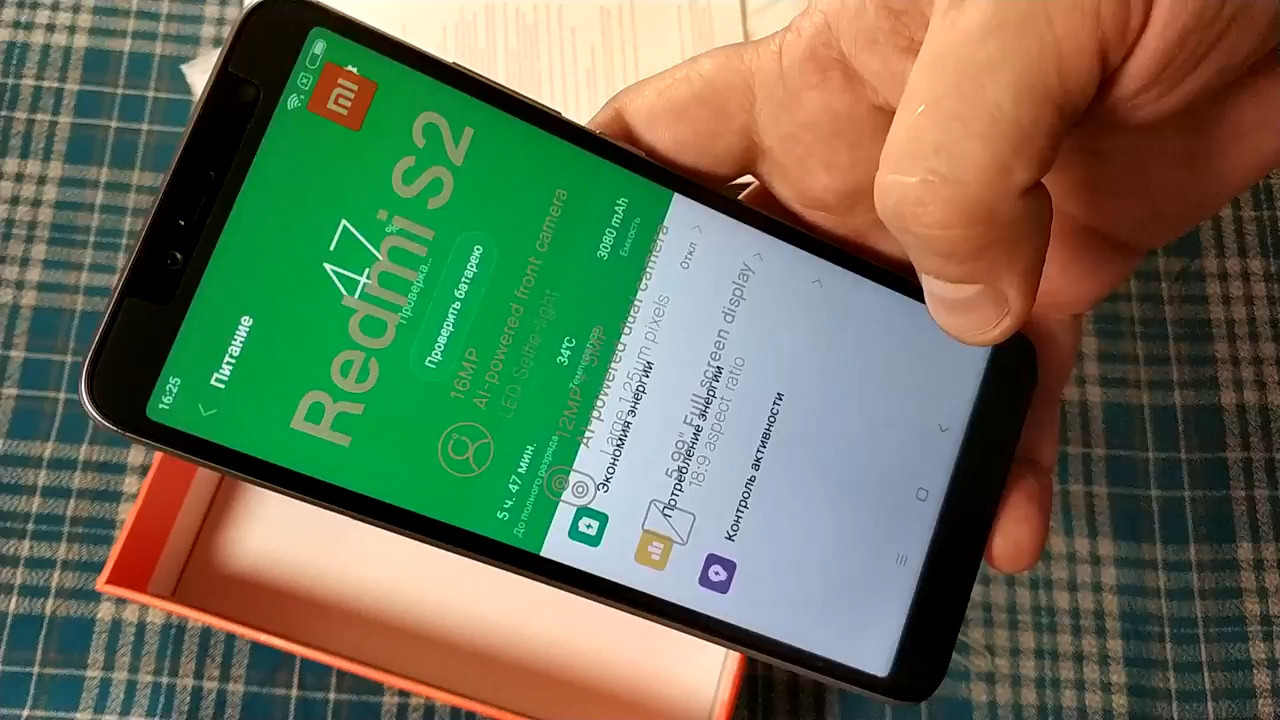 16:25
MI
Питание
47 %
Проверка...
Проверить батарею
5 ч. 47 мин.
До полного разряда
34°C
Температура
3080 mAh
Ёмкость
Экономия энергии
Откл
Потребление энергии
Контроль активности
Redmi S2
16MP
AI-powered front camera
LED Selfie-light
12MP + 5MP
AI-powered dual camera
Large 1.25μm pixels
5.99" Full screen display
18:9 aspect ratio